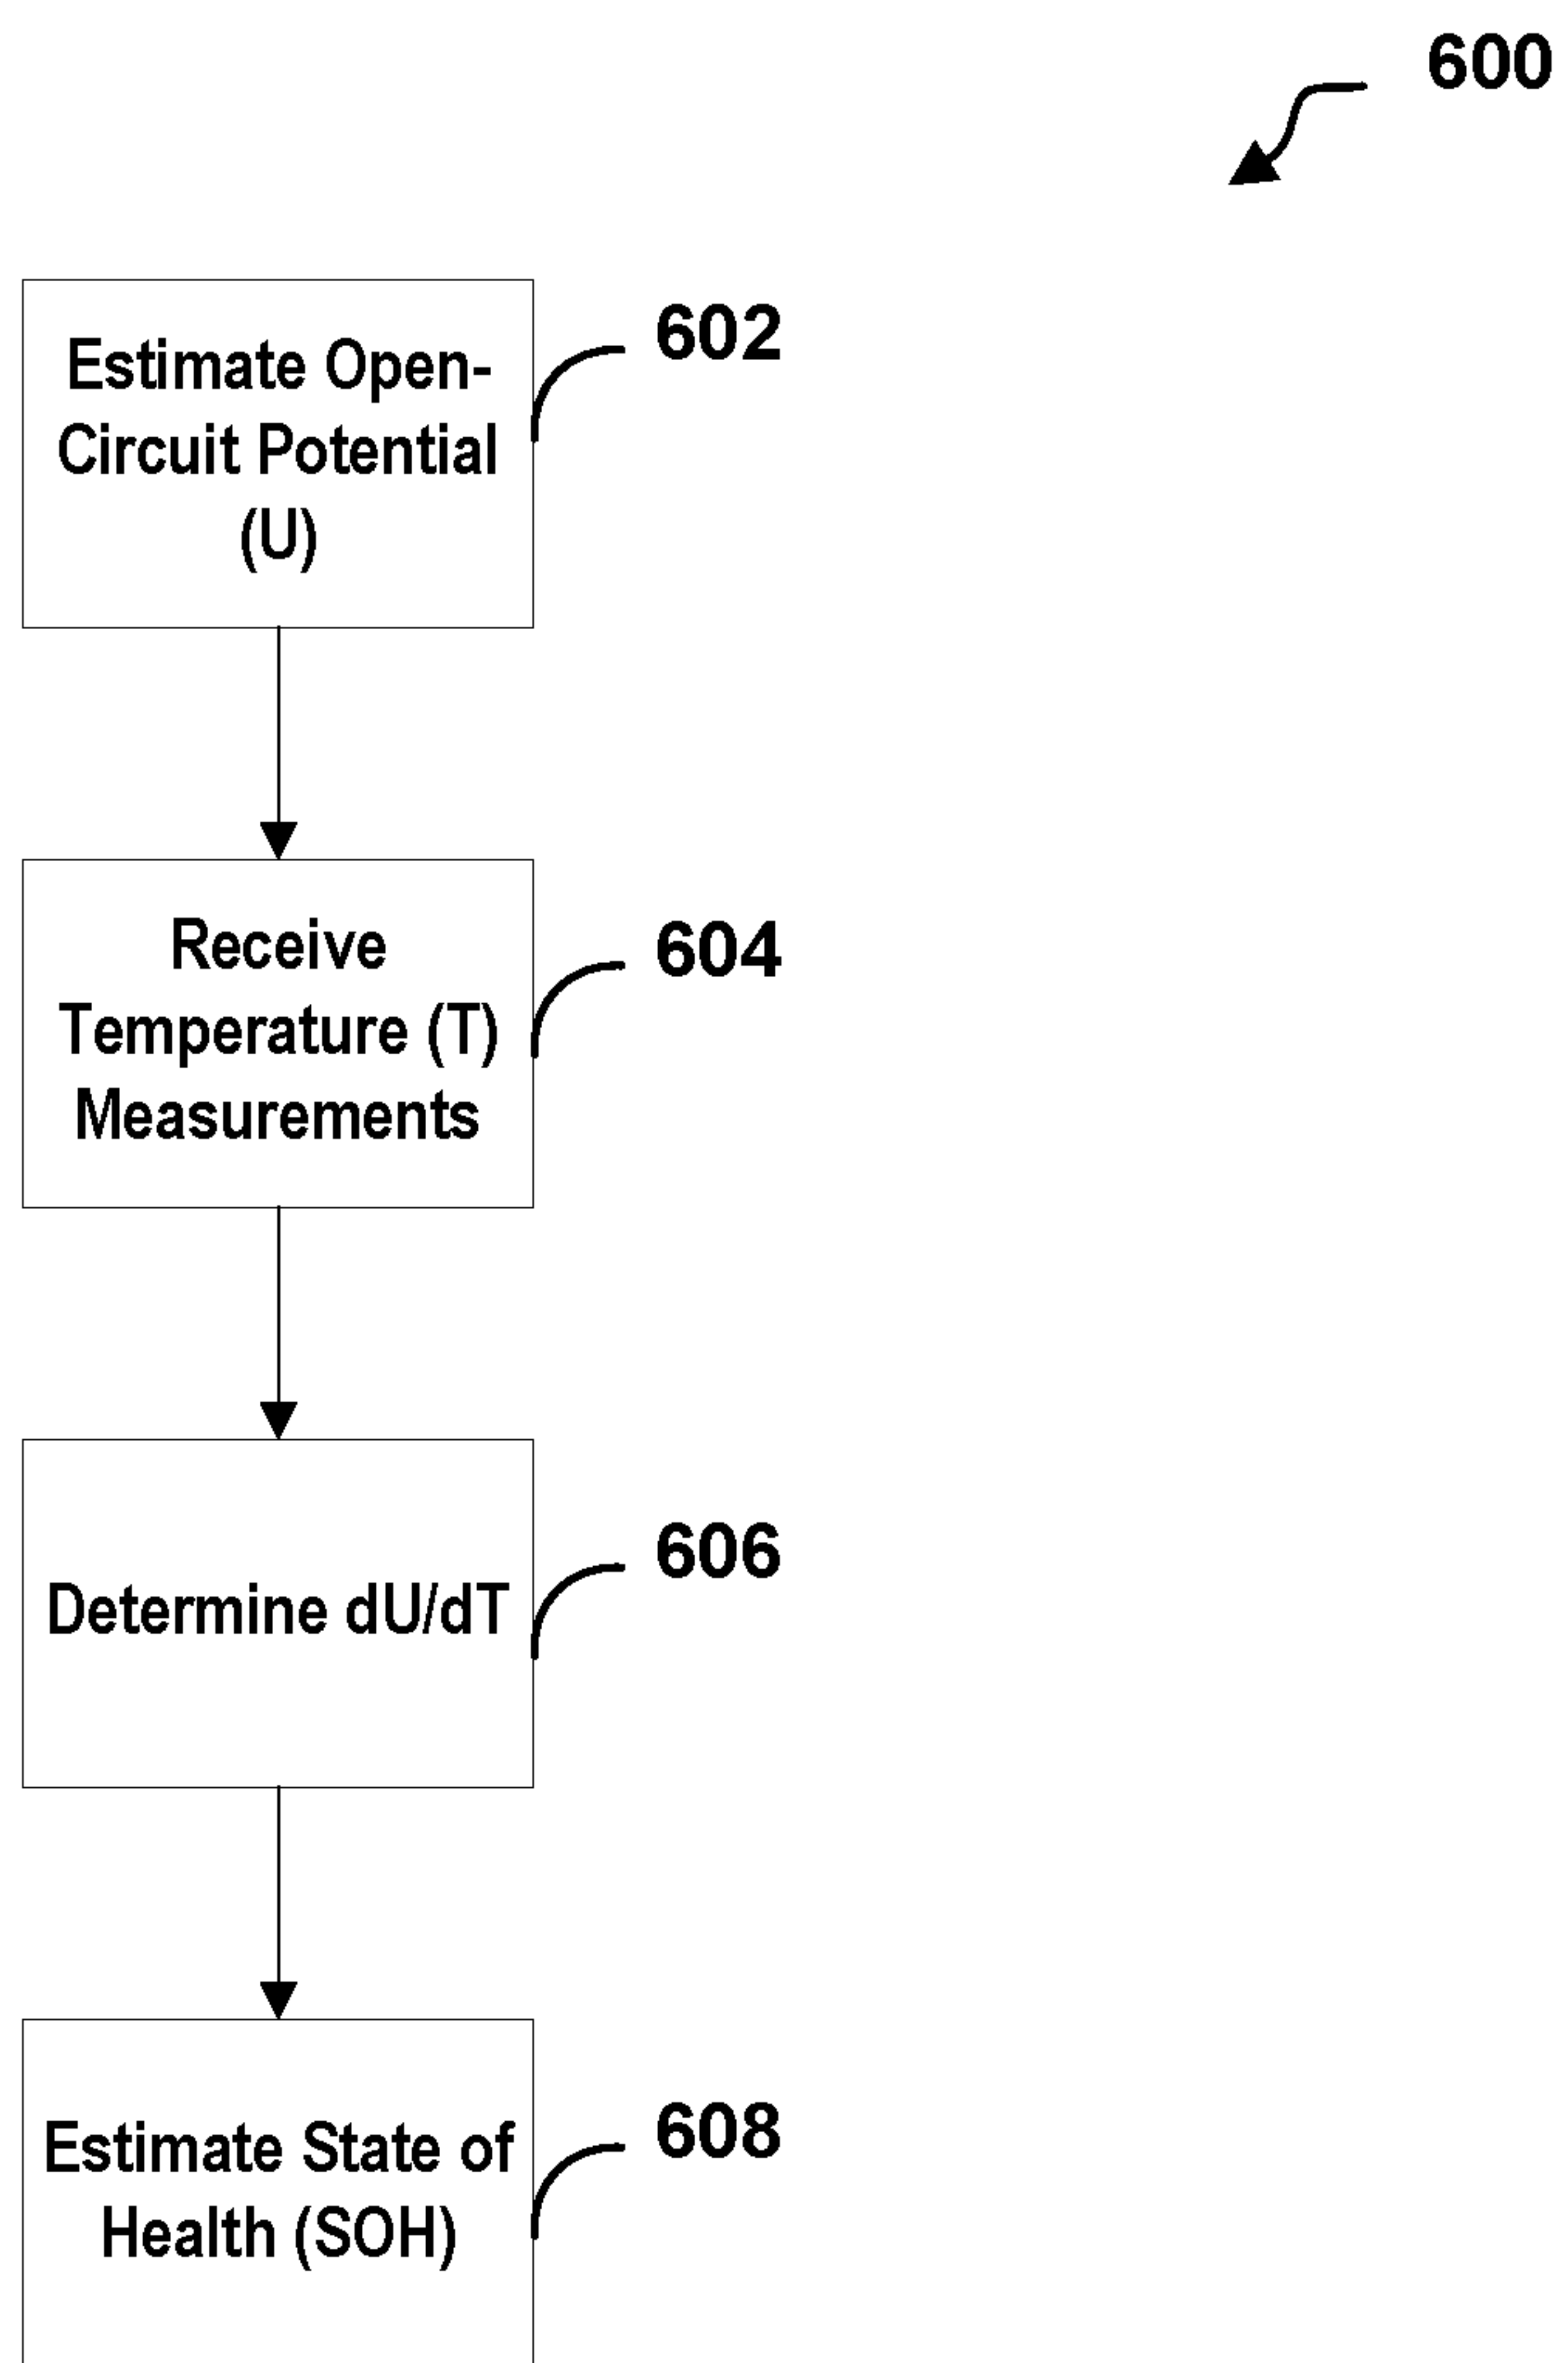 600
Estimate Open-
Circuit Potential
(U)
602
Receive
Temperature (T)
Measurements
604
Determine dU/dT
606
Estimate State of
Health (SOH)
608